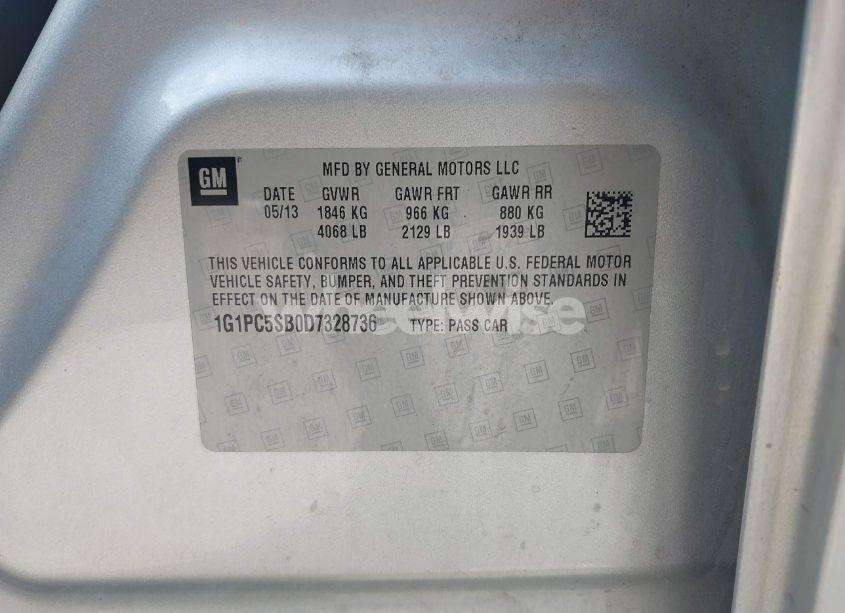 GM
MFD BY GENERAL MOTORS LLC
DATE GVWR GAWR FRT GAWR RR
05/13 1846 KG 966 KG 880 KG
4068 LB 2129 LB 1939 LB
THIS VEHICLE CONFORMS TO ALL APPLICABLE U.S. FEDERAL MOTOR
VEHICLE SAFETY, BUMPER, AND THEFT PREVENTION STANDARDS IN
EFFECT ON THE DATE OF MANUFACTURE SHOWN ABOVE.
1G1PC5SB0D7328736 TYPE: PASS CAR
wheelwise